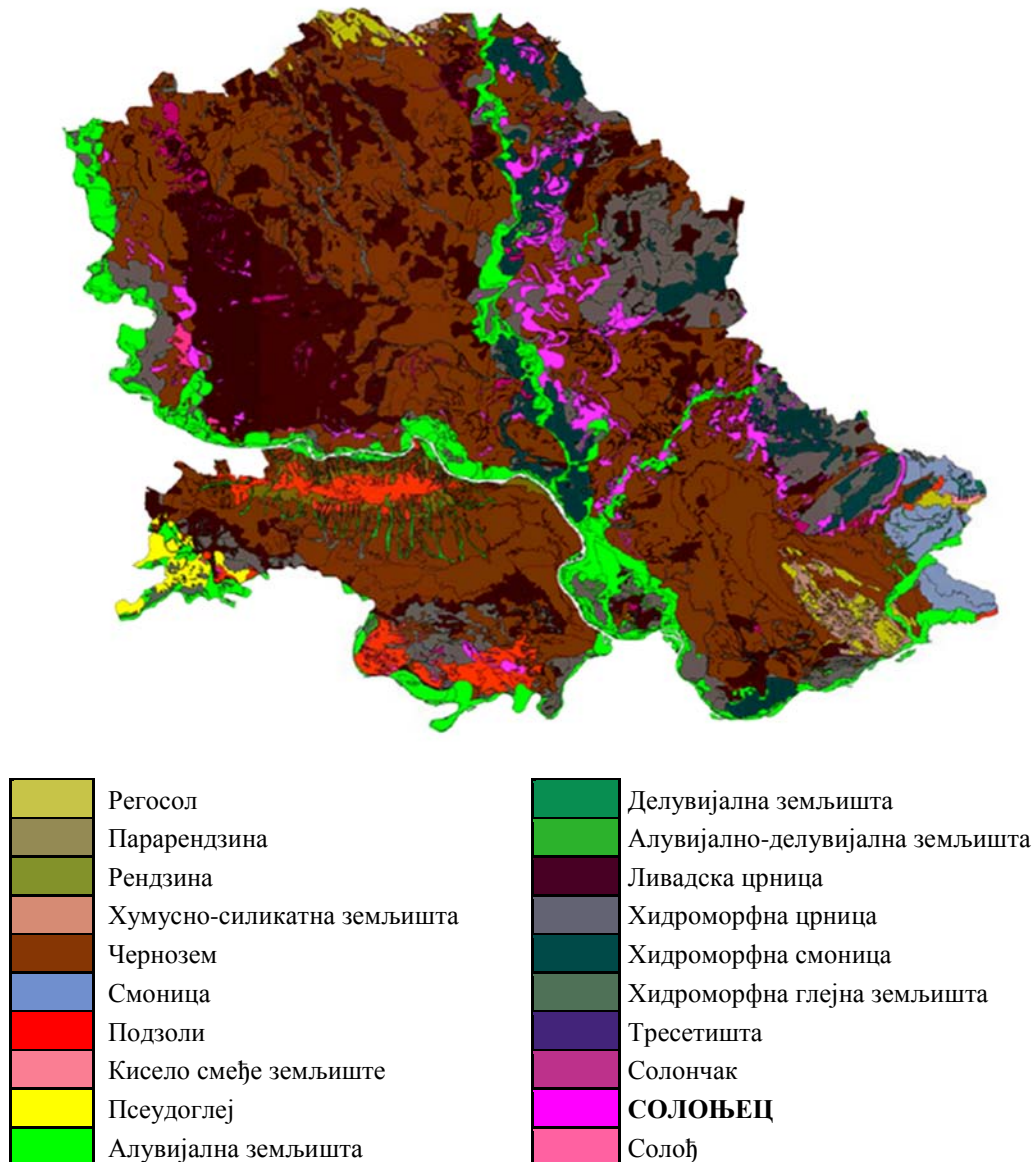 Регосол
Парарендзина
Рендзина
Хумусно-силикатна земљишта
Чернозем
Смоница
Подзоли
Кисело смеђе земљиште
Псеудоглеј
Алувијална земљишта
Делувијална земљишта
Алувијално-делувијална земљишта
Ливадска црница
Хидроморфна црница
Хидроморфна смоница
Хидроморфна глејна земљишта
Тресетишта
Солончак
СОЛОЊЕЦ
Солођ